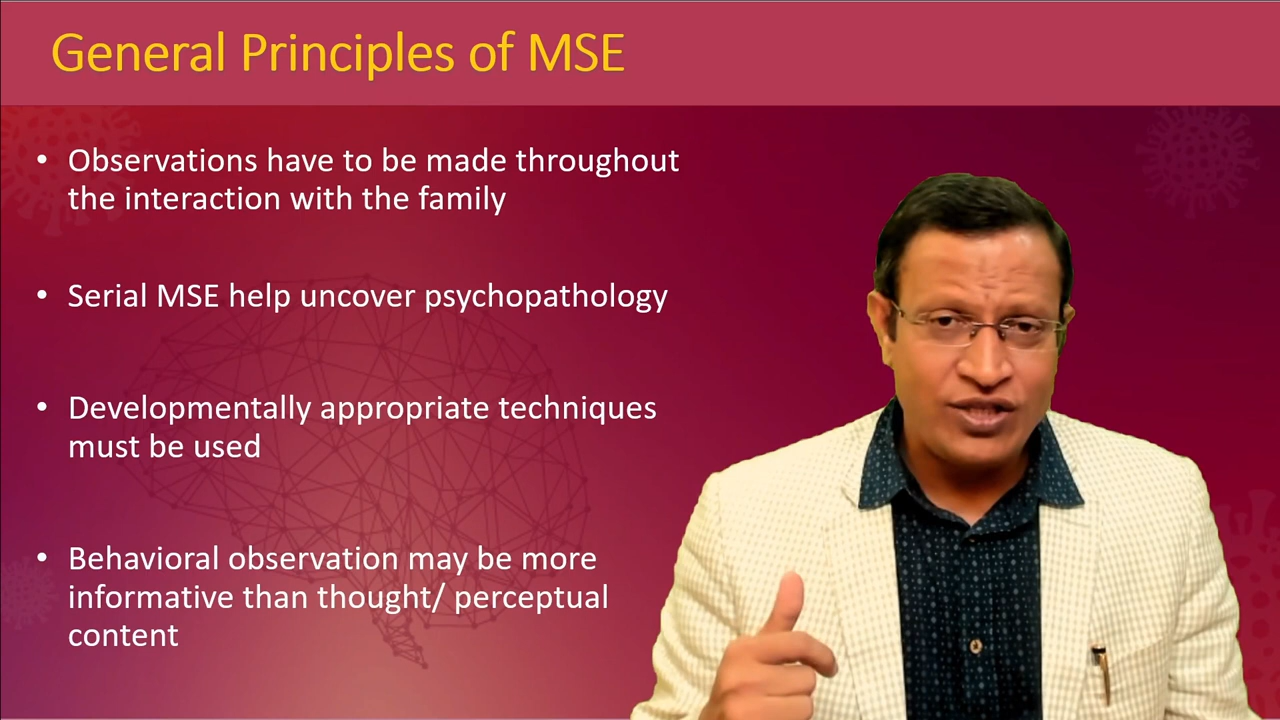 General Principles of MSE
• Observations have to be made throughout
the interaction with the family
• Serial MSE help uncover psychopathology
• Developmentally appropriate techniques
must be used
• Behavioral observation may be more
informative than thought/ perceptual
content